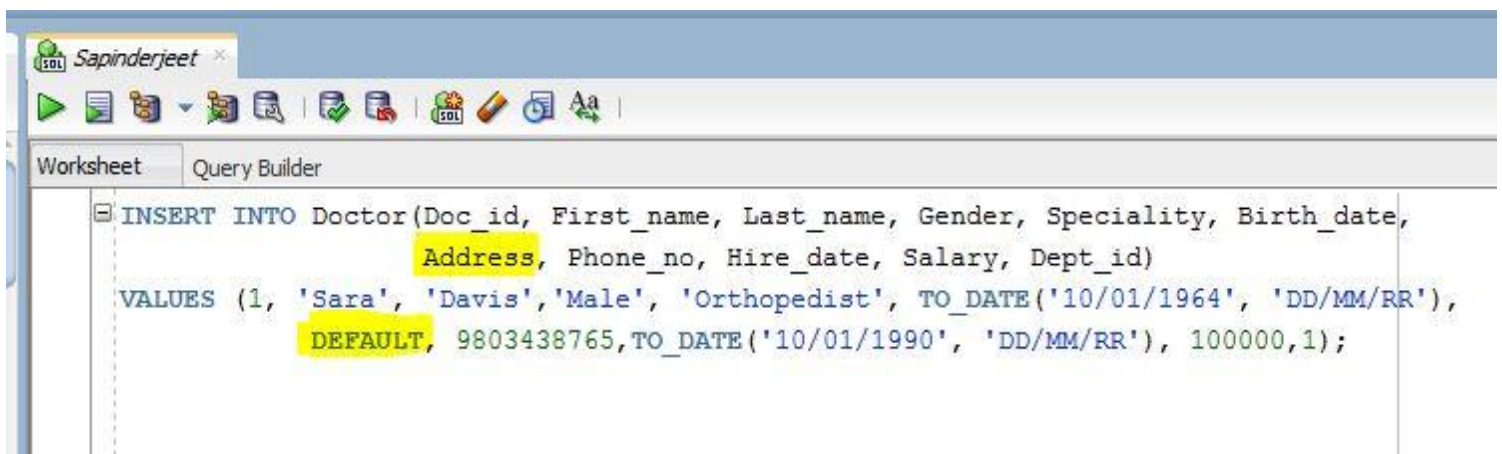 Sapinderjeet
Worksheet Query Builder
INSERT INTO Doctor(Doc_id, First_name, Last_name, Gender, Speciality, Birth_date,
Address, Phone_no, Hire_date, Salary, Dept_id)
VALUES (1, 'Sara', 'Davis','Male', 'Orthopedist', TO_DATE('10/01/1964', 'DD/MM/RR'),
DEFAULT, 9803438765,TO_DATE('10/01/1990', 'DD/MM/RR'), 100000,1);